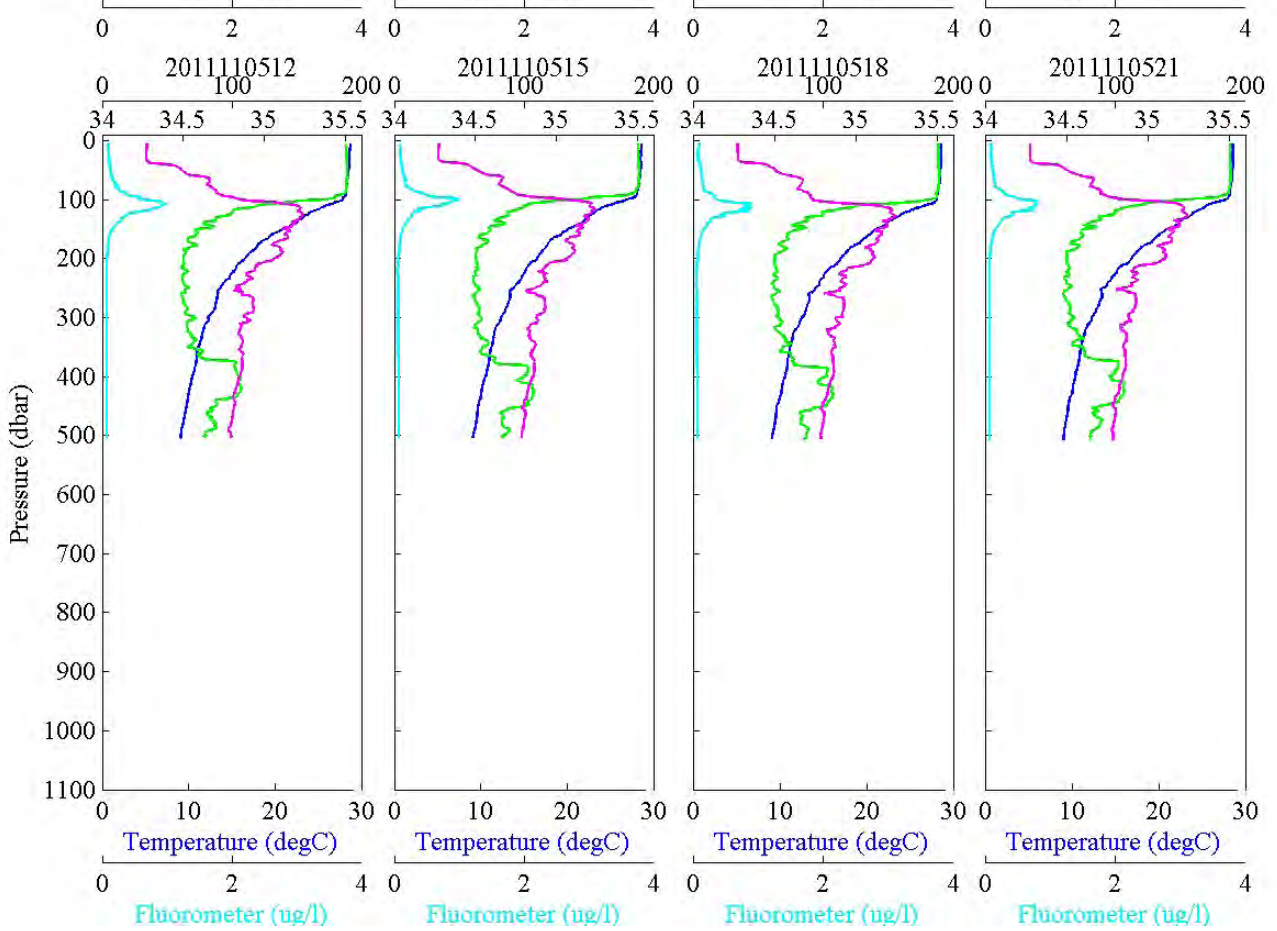 0 2 4 0 2 4 0 2 4 0 2 4
2011110512 2011110515 2011110518 2011110521
0 100 200 0 100 200 0 100 200 0 100 200
34 34.5 35 35.5 34 34.5 35 35.5 34 34.5 35 35.5 34 34.5 35 35.5
0
100
200
300
400
500
600
700
800
900
1000
1100
Pressure (dbar)
0 10 20 30 0 10 20 30 0 10 20 30 0 10 20 30
Temperature (degC) Temperature (degC) Temperature (degC) Temperature (degC)
0 2 4 0 2 4 0 2 4 0 2 4
Fluorometer (ug/l) Fluorometer (ug/l) Fluorometer (ug/l) Fluorometer (ug/l)